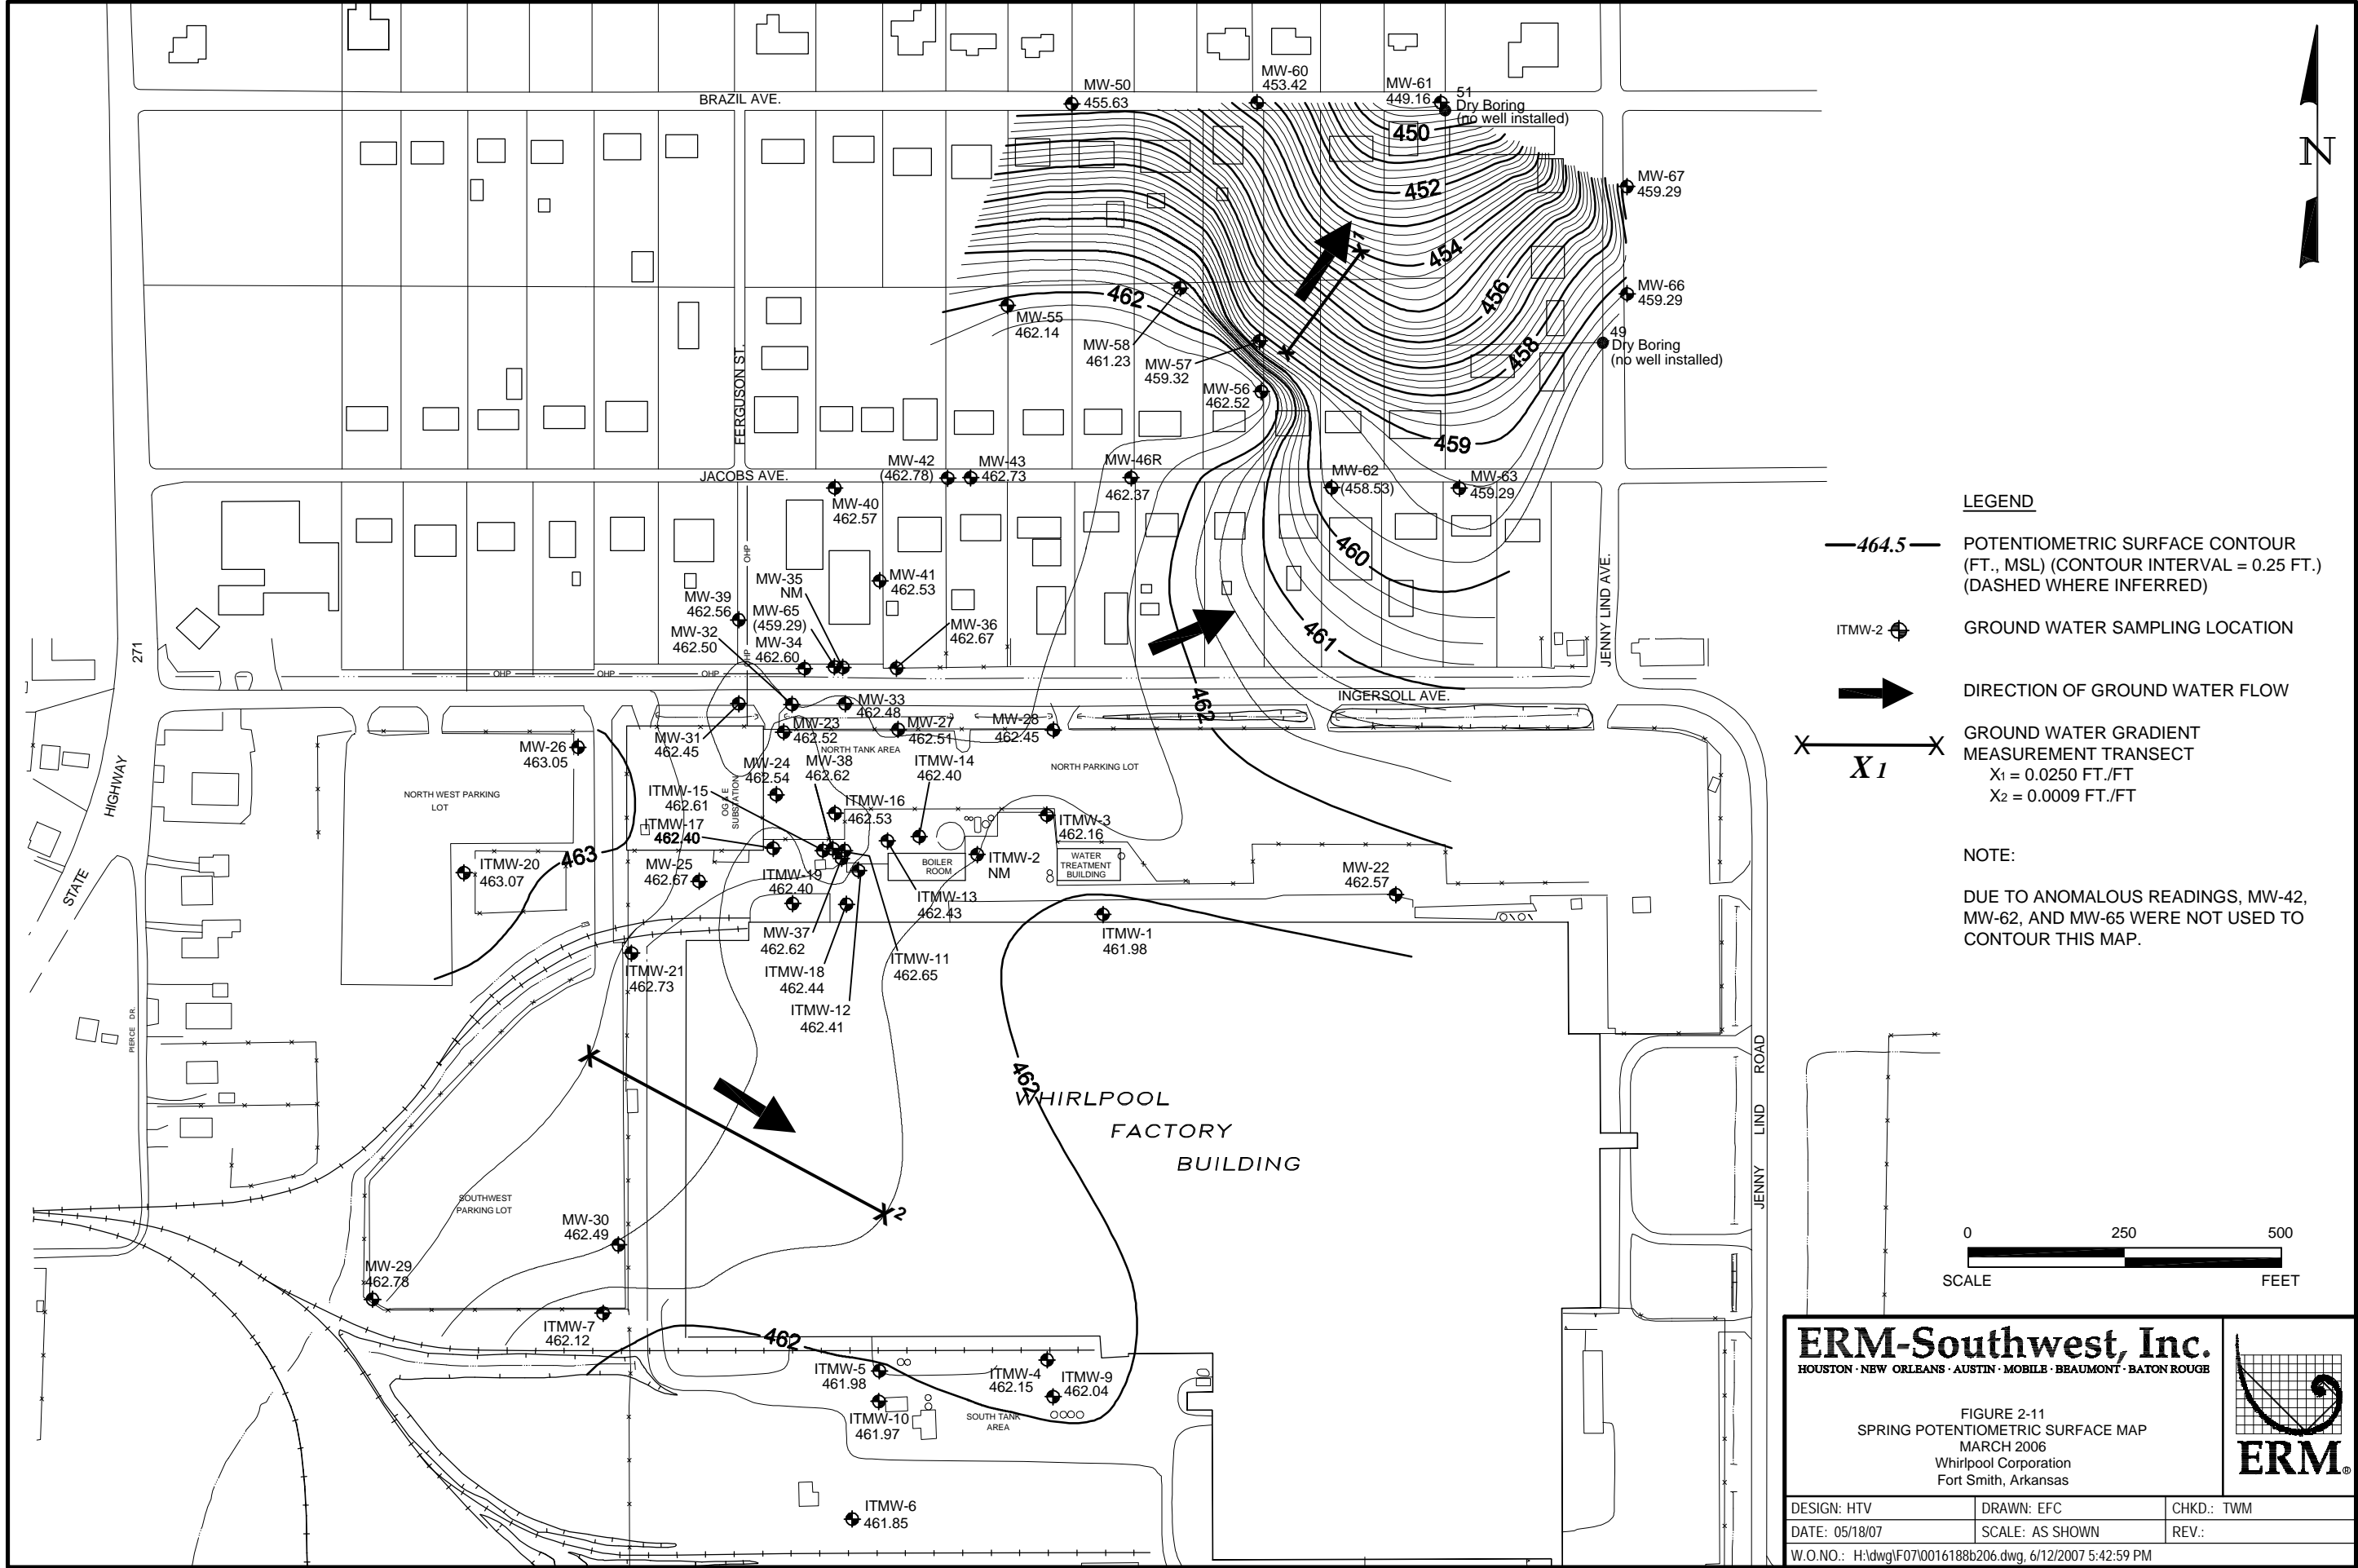 MW-60
453.42
MW-50
455.63
MW-61
449.16
51
Dry Boring
(no well installed)
BRAZIL AVE.
450
452
454
456
458
459
462
N
MW-67
459.29
MW-66
459.29
49
Dry Boring
(no well installed)
1
MW-55
462.14
MW-58
461.23
MW-57
459.32
MW-56
462.52
FERGUSON ST.
JACOBS AVE.
MW-42
(462.78)
MW-43
462.73
MW-46R
462.37
MW-62
(458.53)
MW-63
459.29
MW-40
462.57
OHP
OHP
MW-35
NM
MW-41
462.53
MW-39
462.56
MW-65
(459.29)
MW-32
462.50
MW-34
462.60
MW-36
462.67
460
461
462
JENNY LIND AVE.
271
OHP
OHP
OHP
INGERSOLL AVE.
MW-33
462.48
MW-23
462.52
MW-27
462.51
MW-28
462.45
MW-31
462.45
MW-26
463.05
NORTH TANK AREA
MW-24
462.54
MW-38
462.62
ITMW-14
462.40
NORTH PARKING LOT
NORTH WEST PARKING
LOT
HIGHWAY
STATE
ITMW-15
462.61
OG&E
SUBSTATION
ITMW-16
462.53
ITMW-17
462.40
ITMW-3
462.16
463
ITMW-20
463.07
MW-25
462.67
BOILER
ROOM
ITMW-2
NM
WATER
TREATMENT
BUILDING
MW-22
462.57
ITMW-19
462.40
ITMW-13
462.43
MW-37
462.62
ITMW-1
461.98
ITMW-21
462.73
ITMW-18
462.44
ITMW-11
462.65
ITMW-12
462.41
PIERCE DR.
462
WHIRLPOOL
FACTORY
BUILDING
JENNY LIND ROAD
2
SOUTHWEST
PARKING LOT
MW-30
462.49
MW-29
462.78
ITMW-7
462.12
462
ITMW-5
461.98
ITMW-4
462.15
ITMW-9
462.04
ITMW-10
461.97
SOUTH TANK
AREA
ITMW-6
461.85
LEGEND
464.5
POTENTIOMETRIC SURFACE CONTOUR
(FT., MSL) (CONTOUR INTERVAL = 0.25 FT.)
(DASHED WHERE INFERRED)
ITMW-2
GROUND WATER SAMPLING LOCATION
DIRECTION OF GROUND WATER FLOW
X X
X1
GROUND WATER GRADIENT
MEASUREMENT TRANSECT
X1 = 0.0250 FT./FT
X2 = 0.0009 FT./FT
NOTE:
DUE TO ANOMALOUS READINGS, MW-42,
MW-62, AND MW-65 WERE NOT USED TO
CONTOUR THIS MAP.
0 250 500
SCALE FEET
ERM-Southwest, Inc.
HOUSTON · NEW ORLEANS · AUSTIN · MOBILE · BEAUMONT · BATON ROUGE
FIGURE 2-11
SPRING POTENTIOMETRIC SURFACE MAP
MARCH 2006
Whirlpool Corporation
Fort Smith, Arkansas
ERM®
DESIGN: HTV DRAWN: EFC CHKD.: TWM
DATE: 05/18/07 SCALE: AS SHOWN REV.:
W.O.NO.: H:\dwg\F07\0016188b206.dwg, 6/12/2007 5:42:59 PM